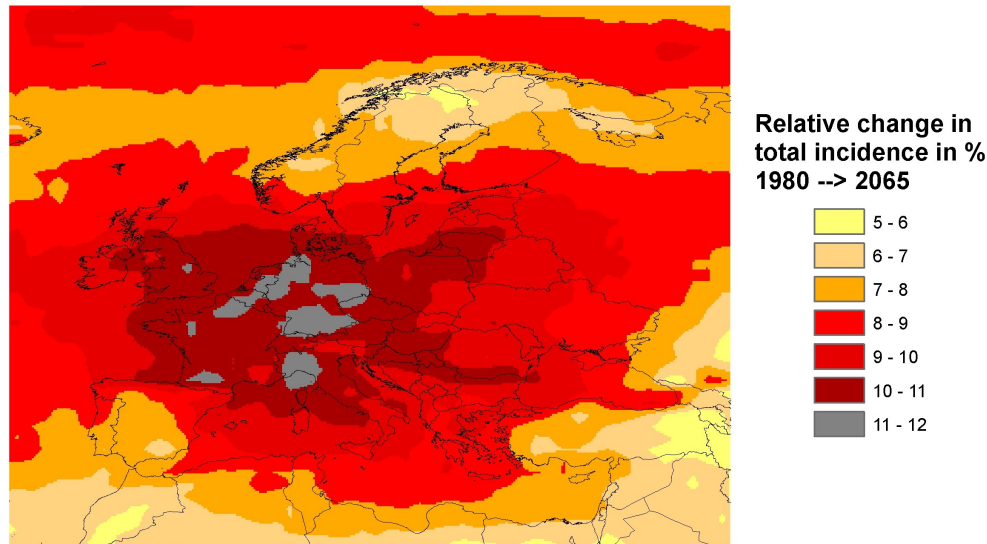 Relative change in
total incidence in %
1980 --> 2065
5 - 6
6 - 7
7 - 8
8 - 9
9 - 10
10 - 11
11 - 12